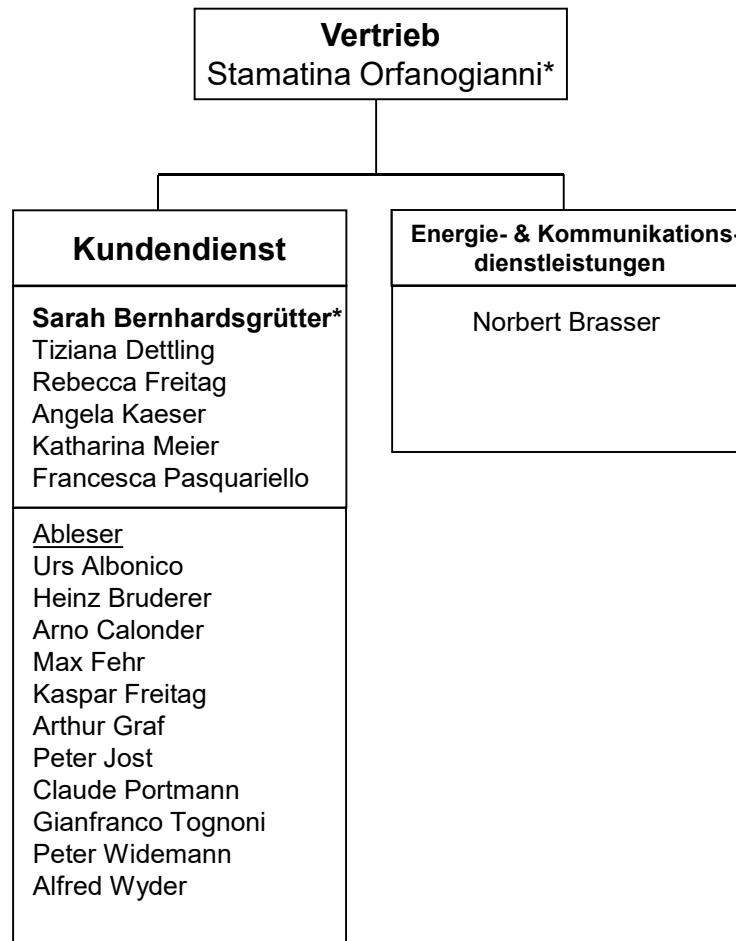 Vertrieb
Stamatina Orfanogianni*
Kundendienst
Sarah Bernhardsgrütter*
Tiziana Dettling
Rebecca Freitag
Angela Kaeser
Katharina Meier
Francesca Pasquariello
Ableser
Urs Albonico
Heinz Bruderer
Arno Calonder
Max Fehr
Kaspar Freitag
Arthur Graf
Peter Jost
Claude Portmann
Gianfranco Tognoni
Peter Widemann
Alfred Wyder
Energie- & Kommunikations-
dienstleistungen
Norbert Brasser